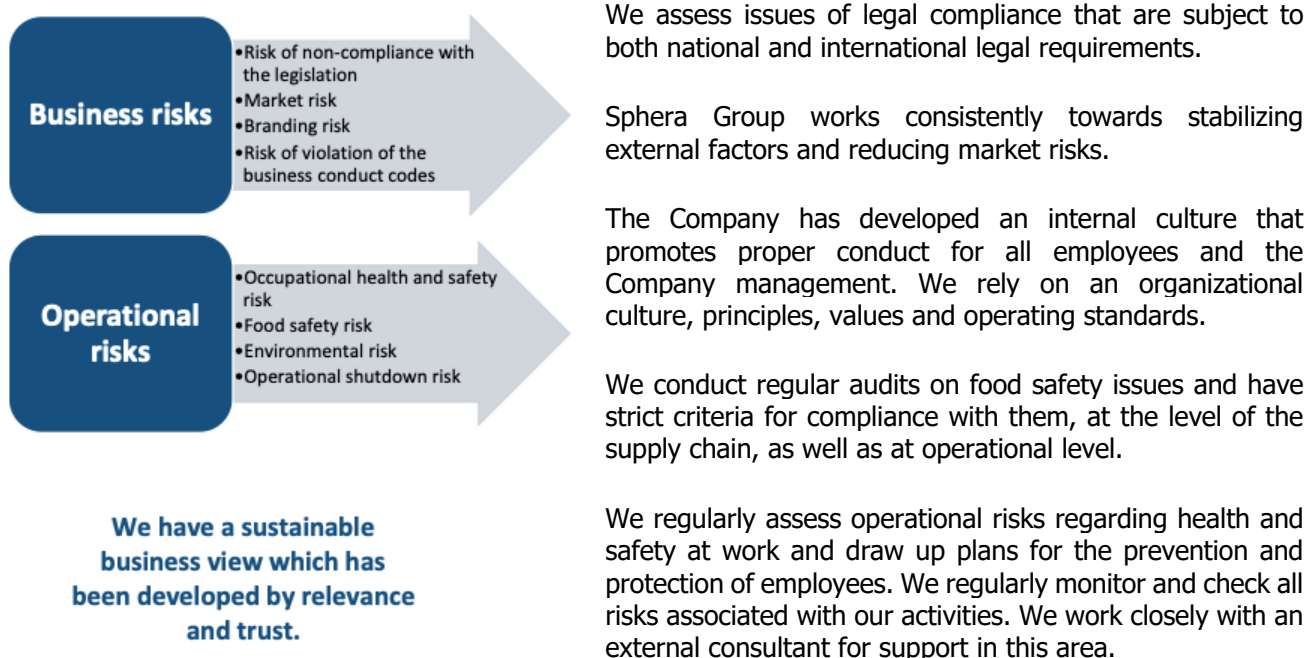 Business risks
•Risk of non-compliance with
the legislation
•Market risk
•Branding risk
•Risk of violation of the
business conduct codes
Operational
risks
•Occupational health and safety
risk
•Food safety risk
•Environmental risk
•Operational shutdown risk
We have a sustainable
business view which has
been developed by relevance
and trust.
We assess issues of legal compliance that are subject to
both national and international legal requirements.
Sphera Group works consistently towards stabilizing
external factors and reducing market risks.
The Company has developed an internal culture that
promotes proper conduct for all employees and the
Company management. We rely on an organizational
culture, principles, values and operating standards.
We conduct regular audits on food safety issues and have
strict criteria for compliance with them, at the level of the
supply chain, as well as at operational level.
We regularly assess operational risks regarding health and
safety at work and draw up plans for the prevention and
protection of employees. We regularly monitor and check all
risks associated with our activities. We work closely with an
external consultant for support in this area.